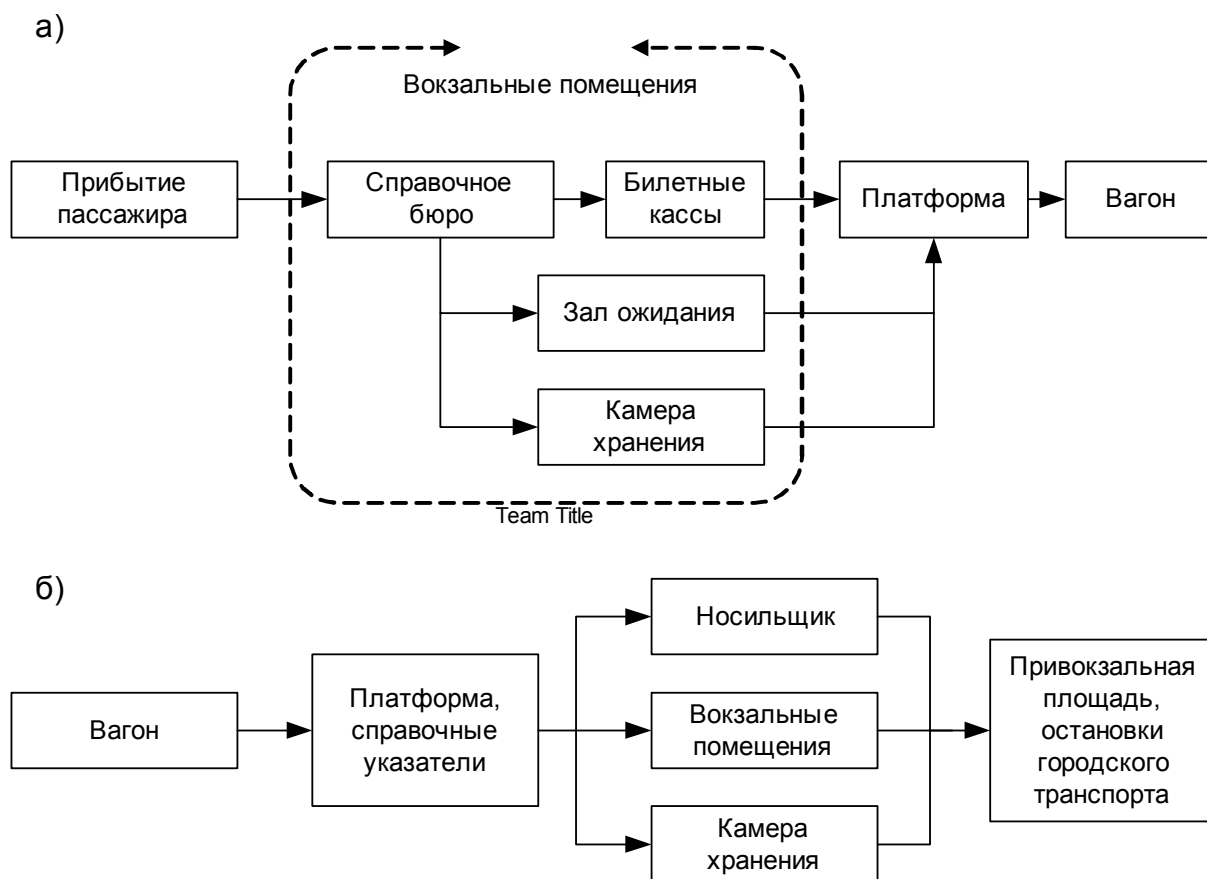 а)
Вокзальные помещения
Прибытие
пассажира
Справочное
бюро
Билетные
кассы
Платформа
Вагон
Зал ожидания
Камера
хранения
Team Title
б)
Вагон
Платформа,
справочные
указатели
Носильщик
Вокзальные
помещения
Камера
хранения
Привокзальная
площадь,
остановки
городского
транспорта